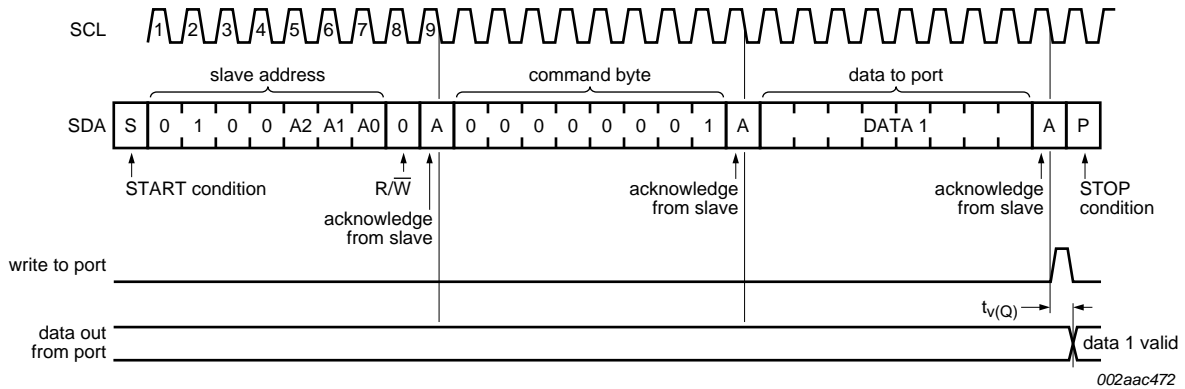 SCL 1 2 3 4 5 6 7 8 9
slave address command byte data to port
SDA S 0 1 0 0 A2 A1 A0 0 A 0 0 0 0 0 0 0 1 A DATA 1 A P
START condition R/W̅ acknowledge from slave acknowledge from slave acknowledge from slave STOP condition
write to port
tv(Q)
data out from port
data 1 valid
002aac472